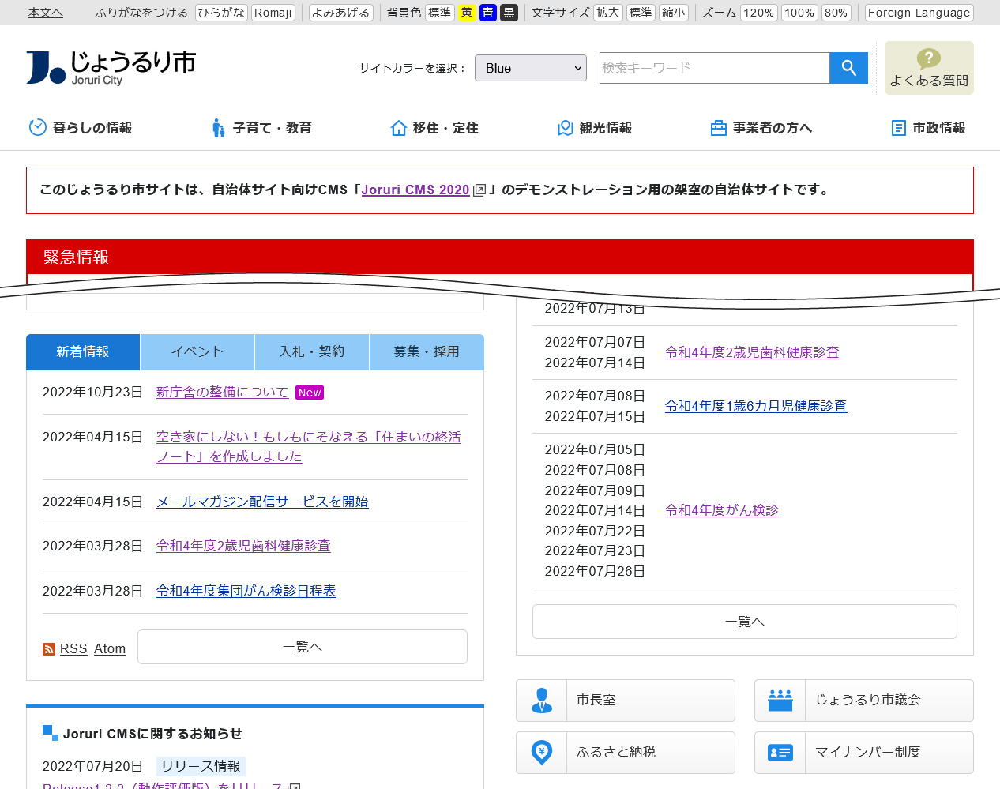 本文へ ふりがなをつける ひらがな Romaji よみあげる 背景色 標準 黄 青 黒 文字サイズ 拡大 標準 縮小 ズーム 120% 100% 80% Foreign Language
じょうるり市
Joruri City
サイトカラーを選択： Blue 検索キーワード
よくある質問
暮らしの情報 子育て・教育 移住・定住 観光情報 事業者の方へ 市政情報
このじょうるり市サイトは、自治体サイト向けCMS「Joruri CMS 2020」のデモンストレーション用の架空の自治体サイトです。
緊急情報
新着情報 イベント 入札・契約 募集・採用
2022年10月23日 新庁舎の整備について New
2022年04月15日 空き家にしない！もしもにそなえる「住まいの終活
ノート」を作成しました
2022年04月15日 メールマガジン配信サービスを開始
2022年03月28日 令和4年度2歳児歯科健康診査
2022年03月28日 令和4年度集団がん検診日程表
RSS Atom 一覧へ
Joruri CMSに関するお知らせ
2022年07月20日 リリース情報
Release1.2.2（動作評価版）をリリース
2022年07月13日
2022年07月07日
2022年07月14日
令和4年度2歳児歯科健康診査
2022年07月08日
2022年07月15日
令和4年度1歳6カ月児健康診査
2022年07月05日
2022年07月08日
2022年07月09日
2022年07月14日 令和4年度がん検診
2022年07月22日
2022年07月23日
2022年07月26日
一覧へ
市長室 じょうるり市議会
ふるさと納税 マイナンバー制度